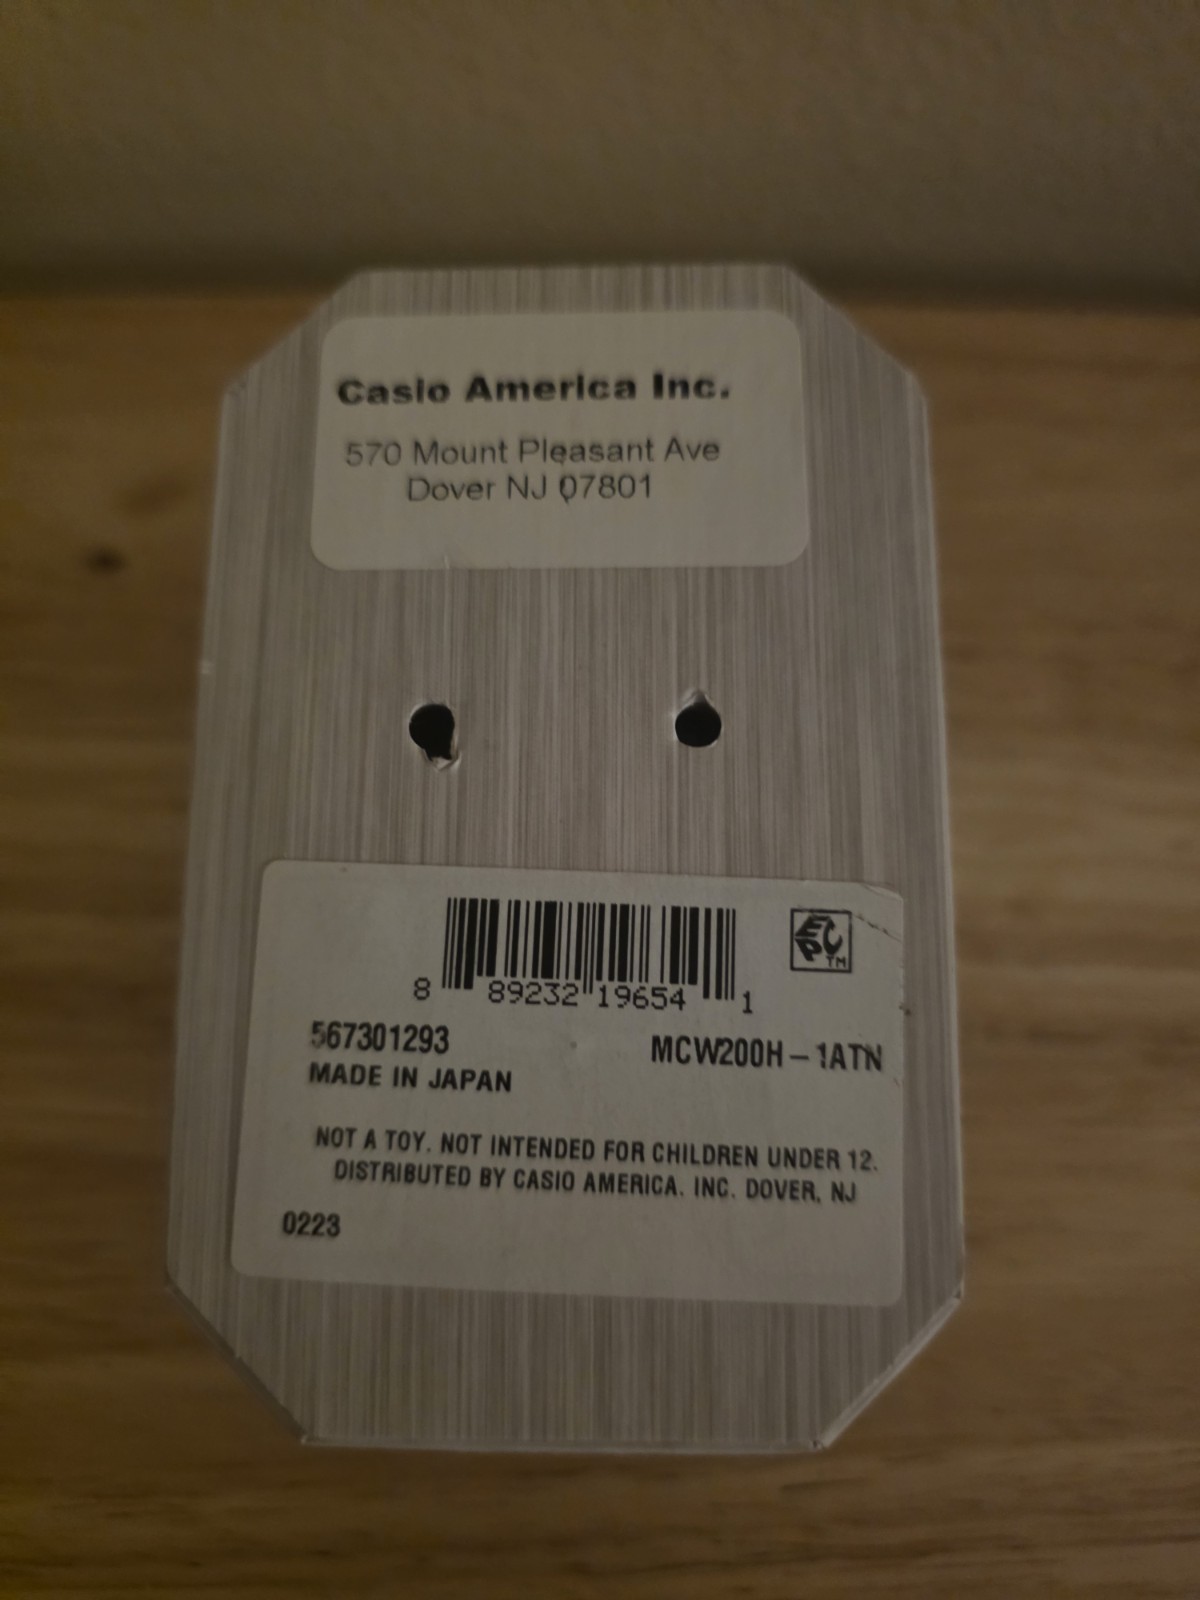 Casio America Inc.
570 Mount Pleasant Ave
Dover NJ 07801
8 89232 19654 1
ECP™
567301293
MCW200H-1ATN
MADE IN JAPAN
NOT A TOY. NOT INTENDED FOR CHILDREN UNDER 12.
DISTRIBUTED BY CASIO AMERICA. INC. DOVER, NJ
0223